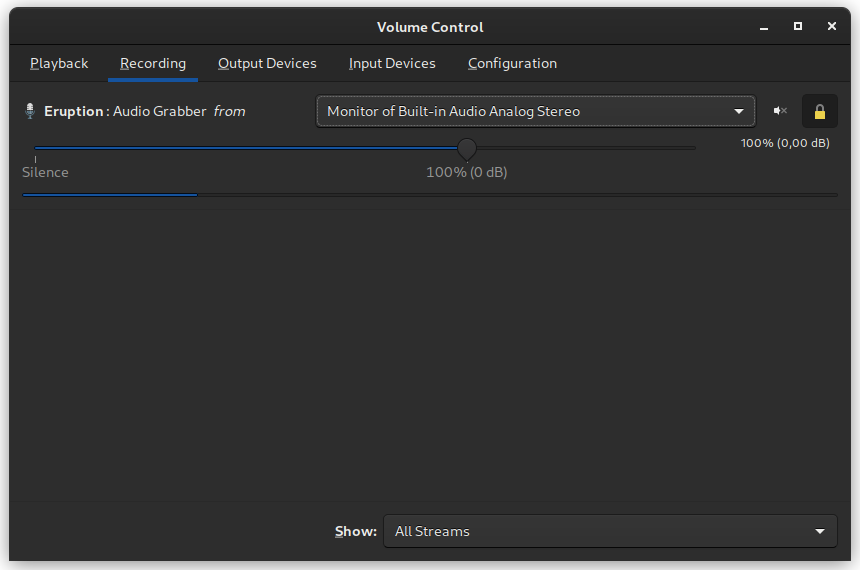 Volume Control
Playback Recording Output Devices Input Devices Configuration
Eruption : Audio Grabber from Monitor of Built-in Audio Analog Stereo
100% (0,00 dB)
Silence 100% (0 dB)
Show: All Streams